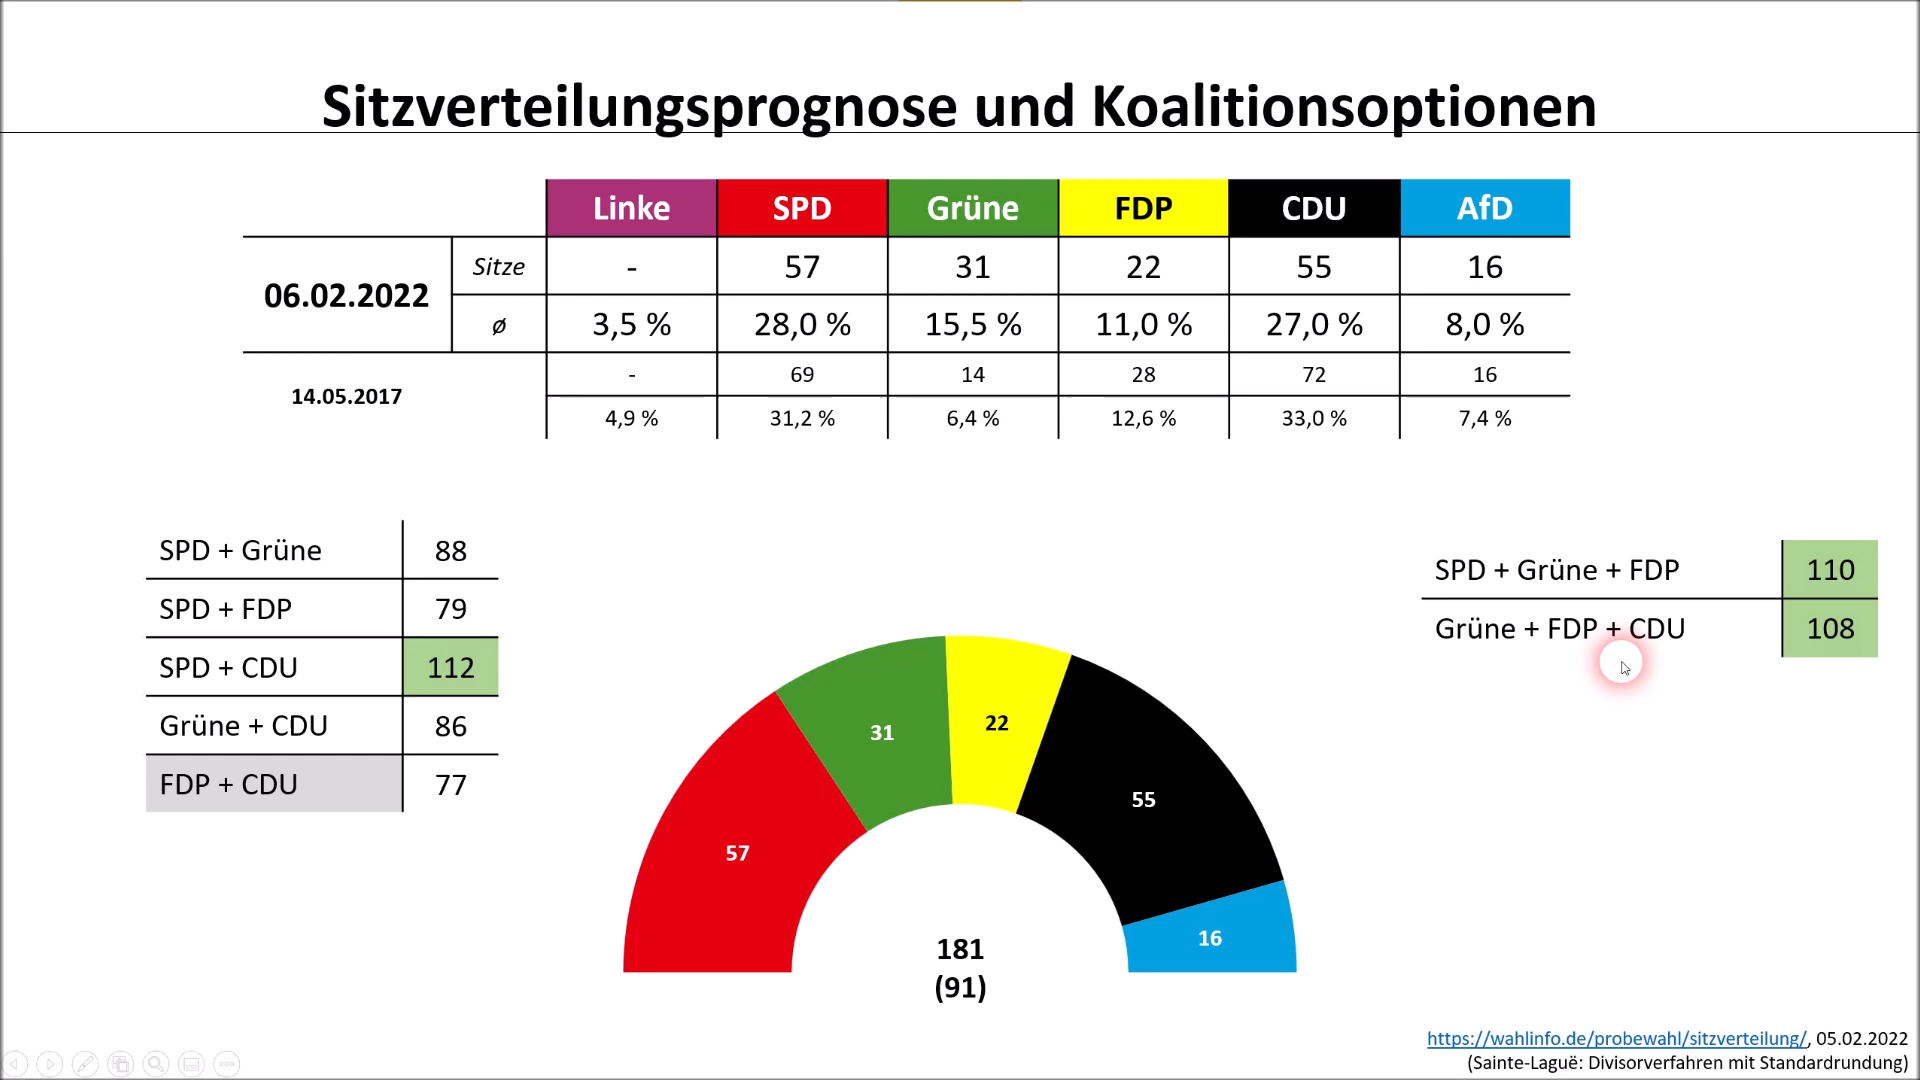 Sitzverteilungsprognose und Koalitionsoptionen
Linke SPD Grüne FDP CDU AfD
06.02.2022 Sitze - 57 31 22 55 16
ø 3,5 % 28,0 % 15,5 % 11,0 % 27,0 % 8,0 %
14.05.2017 - 69 14 28 72 16
4,9 % 31,2 % 6,4 % 12,6 % 33,0 % 7,4 %
SPD + Grüne 88
SPD + FDP 79
SPD + CDU 112
Grüne + CDU 86
FDP + CDU 77
SPD + Grüne + FDP 110
Grüne + FDP + CDU 108
57
31
22
55
16
181
(91)
https://wahlinfo.de/probewahl/sitzverteilung/, 05.02.2022
(Sainte-Laguë: Divisorverfahren mit Standardrundung)